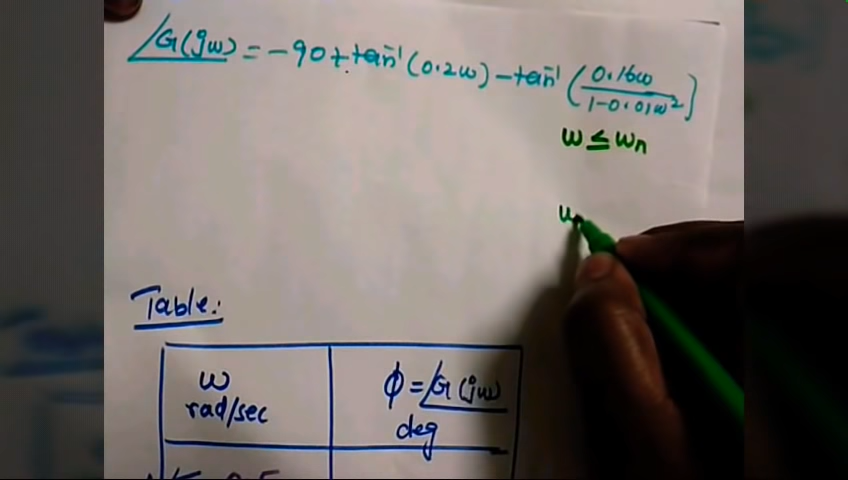 ∠G(jω) = -90 + tan⁻¹(0.2ω) - tan⁻¹(0.16ω/1-0.01ω²)
ω ≤ ωn
Table:
ω rad/sec
φ = ∠G(jω) deg